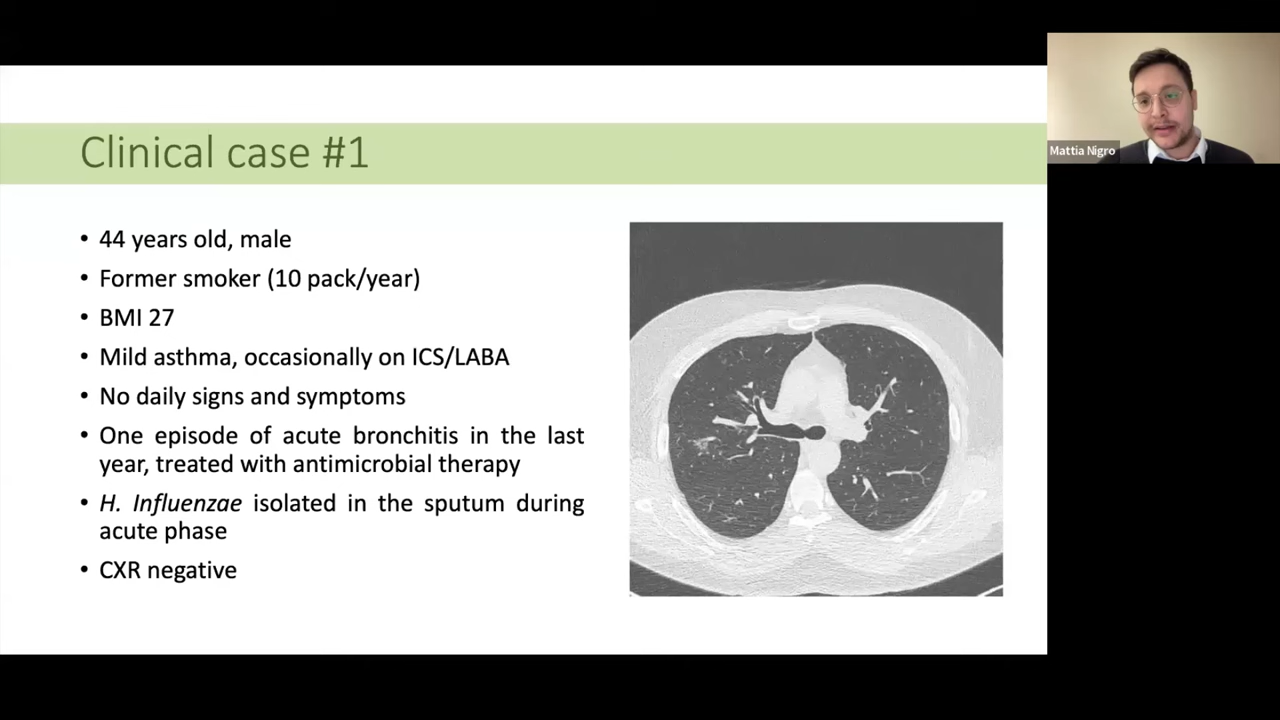 Clinical case #1
Mattia Nigro
• 44 years old, male
• Former smoker (10 pack/year)
• BMI 27
• Mild asthma, occasionally on ICS/LABA
• No daily signs and symptoms
• One episode of acute bronchitis in the last
year, treated with antimicrobial therapy
• H. Influenzae isolated in the sputum during
acute phase
• CXR negative